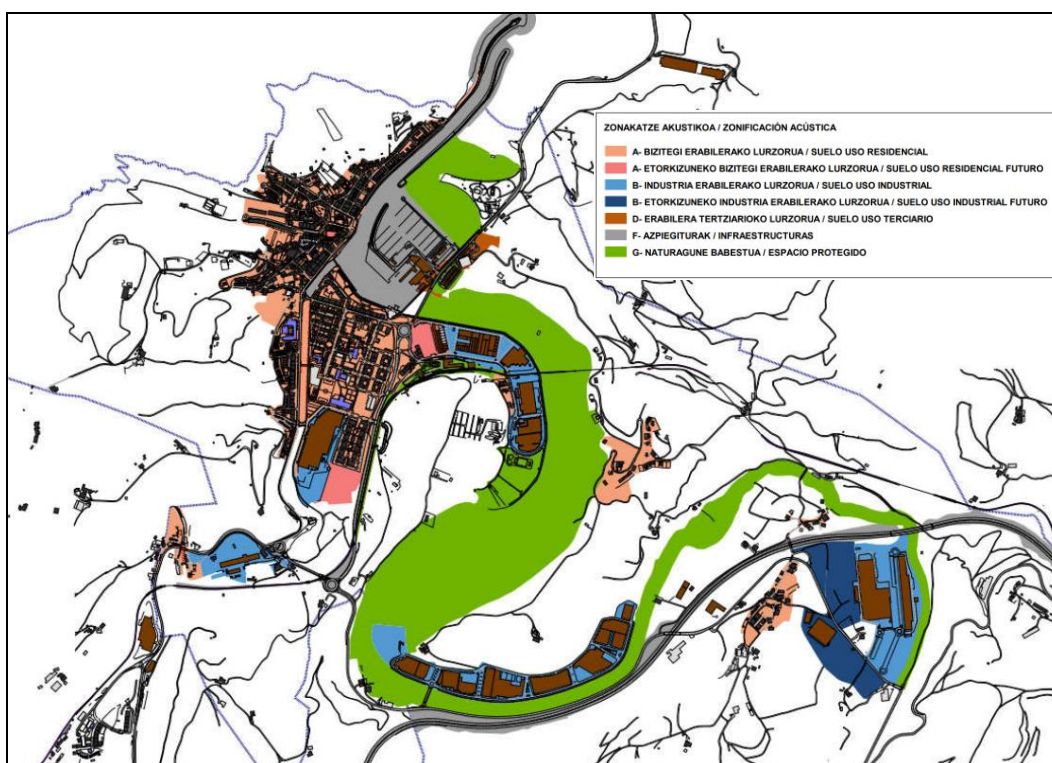 ZONAKATZE AKUSTIKOA / ZONIFICACIÓN ACÚSTICA
A- BIZITEGI ERABILERAKO LURZORUA / SUELO USO RESIDENCIAL
A- ETORKIZUNEKO BIZITEGI ERABILERAKO LURZORUA / SUELO USO RESIDENCIAL FUTURO
B- INDUSTRIA ERABILERAKO LURZORUA / SUELO USO INDUSTRIAL
B- ETORKIZUNEKO INDUSTRIA ERABILERAKO LURZORUA / SUELO USO INDUSTRIAL FUTURO
D- ERABILERA TERTZIARIOKO LURZORUA / SUELO USO TERCIARIO
F- AZPIEGITURAK / INFRAESTRUCTURAS
G- NATURAGUNE BABESTUA / ESPACIO PROTEGIDO